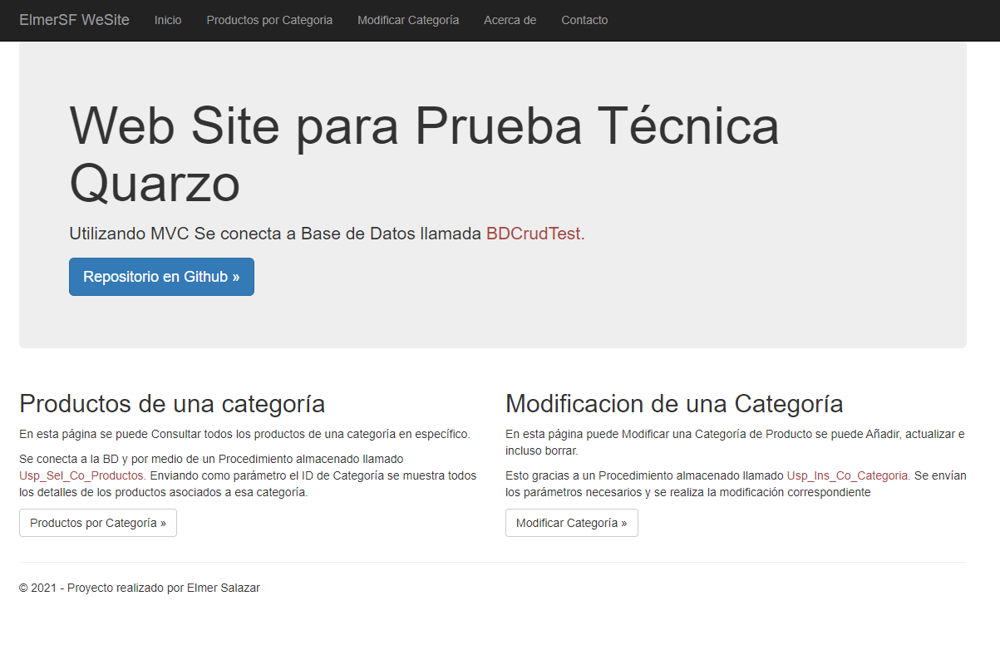 ElmerSF WeSite Inicio Productos por Categoria Modificar Categoría Acerca de Contacto
Web Site para Prueba Técnica
Quarzo
Utilizando MVC Se conecta a Base de Datos llamada BDCrudTest.
Repositorio en Github »
Productos de una categoría
En esta página se puede Consultar todos los productos de una categoría en específico.
Se conecta a la BD y por medio de un Procedimiento almacenado llamado
Usp_Sel_Co_Productos. Enviando como parámetro el ID de Categoría se muestra todos
los detalles de los productos asociados a esa categoría.
Productos por Categoría »
Modificacion de una Categoría
En esta página puede Modificar una Categoría de Producto se puede Añadir, actualizar e
incluso borrar.
Esto gracias a un Procedimiento almacenado llamado Usp_Ins_Co_Categoria. Se envían
los parámetros necesarios y se realiza la modificación correspondiente
Modificar Categoría »
© 2021 - Proyecto realizado por Elmer Salazar